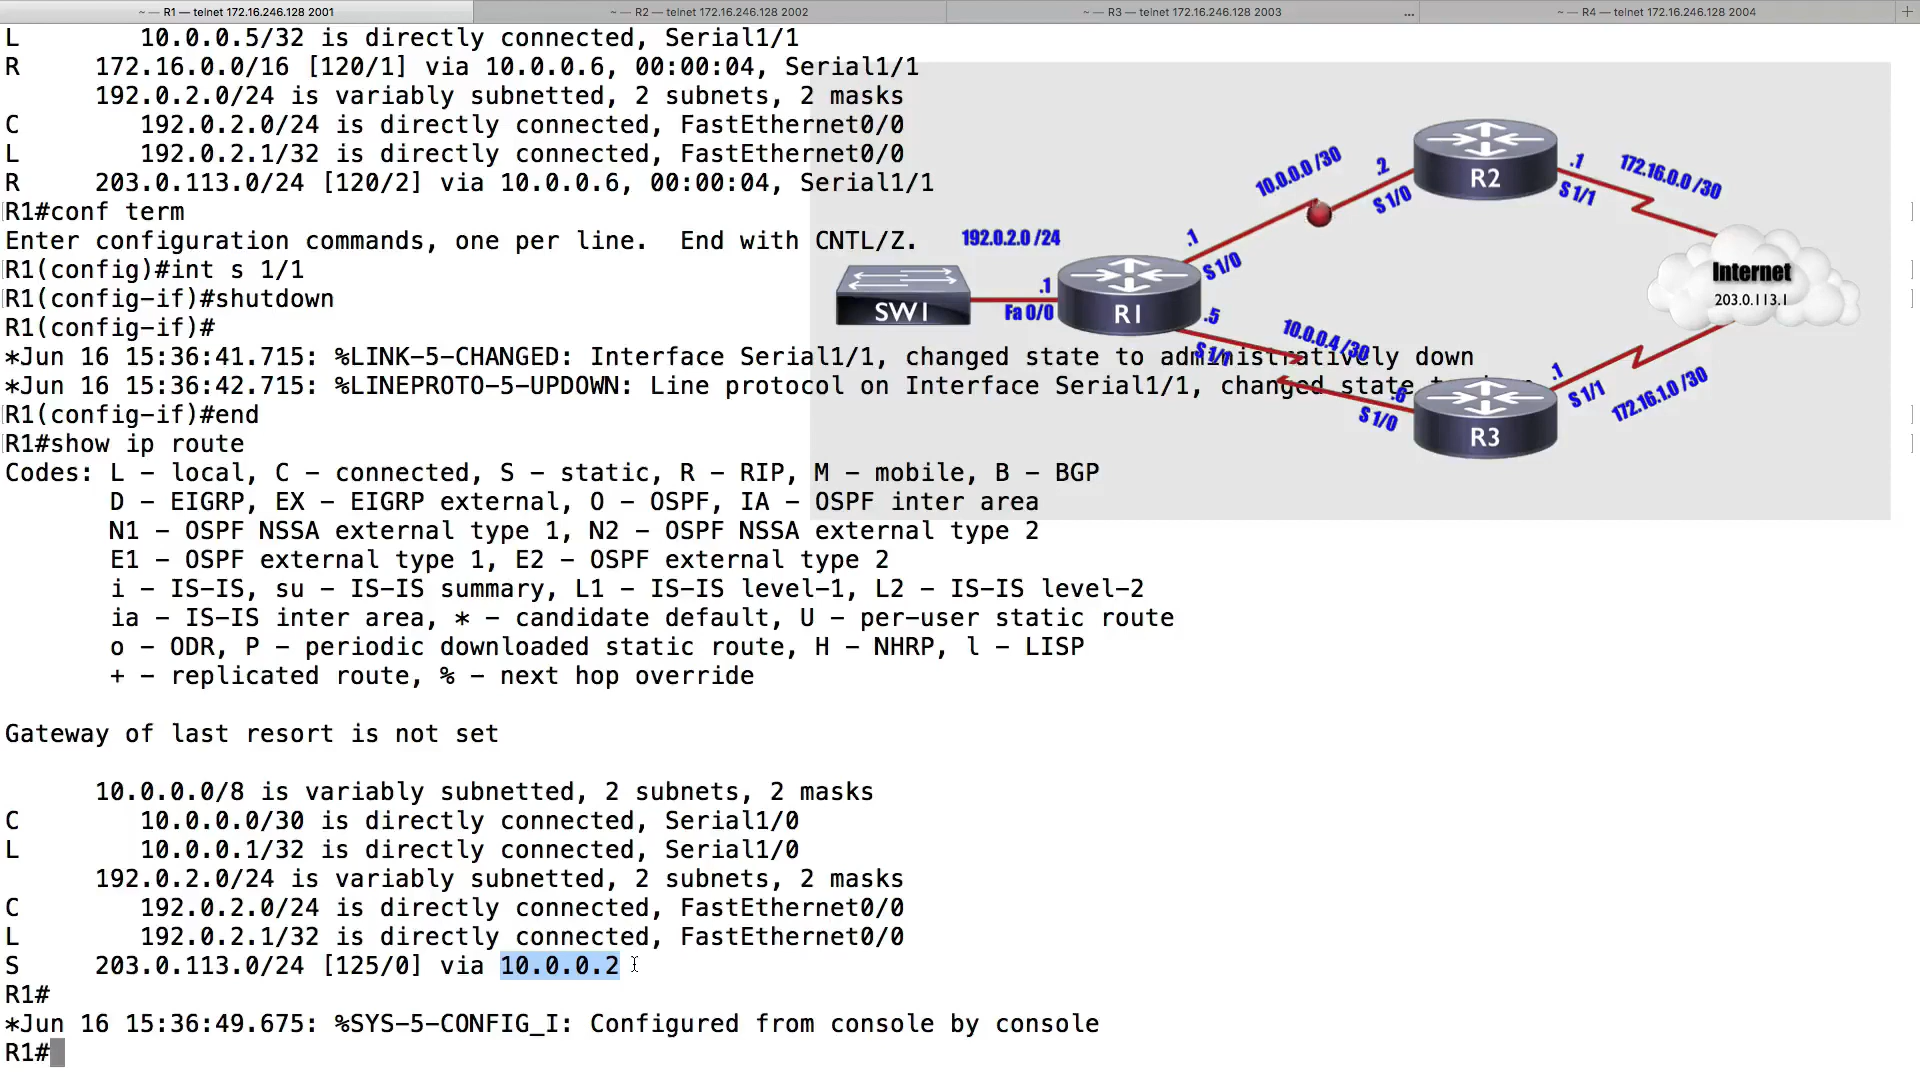 ~ — R1 — telnet 172.16.246.128 2001
~ — R2 — telnet 172.16.246.128 2002
~ — R3 — telnet 172.16.246.128 2003
...
~ — R4 — telnet 172.16.246.128 2004
+
L        10.0.0.5/32 is directly connected, Serial1/1
R     172.16.0.0/16 [120/1] via 10.0.0.6, 00:00:04, Serial1/1
      192.0.2.0/24 is variably subnetted, 2 subnets, 2 masks
C        192.0.2.0/24 is directly connected, FastEthernet0/0
L        192.0.2.1/32 is directly connected, FastEthernet0/0
R     203.0.113.0/24 [120/2] via 10.0.0.6, 00:00:04, Serial1/1
R1#conf term
Enter configuration commands, one per line.  End with CNTL/Z.
R1(config)#int s 1/1
R1(config-if)#shutdown
R1(config-if)#
*Jun 16 15:36:41.715: %LINK-5-CHANGED: Interface Serial1/1, changed state to administratively down
*Jun 16 15:36:42.715: %LINEPROTO-5-UPDOWN: Line protocol on Interface Serial1/1, changed state
R1(config-if)#end
R1#show ip route
Codes: L - local, C - connected, S - static, R - RIP, M - mobile, B - BGP
       D - EIGRP, EX - EIGRP external, O - OSPF, IA - OSPF inter area
       N1 - OSPF NSSA external type 1, N2 - OSPF NSSA external type 2
       E1 - OSPF external type 1, E2 - OSPF external type 2
       i - IS-IS, su - IS-IS summary, L1 - IS-IS level-1, L2 - IS-IS level-2
       ia - IS-IS inter area, * - candidate default, U - per-user static route
       o - ODR, P - periodic downloaded static route, H - NHRP, l - LISP
       + - replicated route, % - next hop override
Gateway of last resort is not set
      10.0.0.0/8 is variably subnetted, 2 subnets, 2 masks
C        10.0.0.0/30 is directly connected, Serial1/0
L        10.0.0.1/32 is directly connected, Serial1/0
      192.0.2.0/24 is variably subnetted, 2 subnets, 2 masks
C        192.0.2.0/24 is directly connected, FastEthernet0/0
L        192.0.2.1/32 is directly connected, FastEthernet0/0
S     203.0.113.0/24 [125/0] via 10.0.0.2
R1#
*Jun 16 15:36:49.675: %SYS-5-CONFIG_I: Configured from console by console
R1#
192.0.2.0 /24
SW1
.1
Fa 0/0
R1
.1
S 1/0
10.0.0.0 /30
.2
S 1/0
R2
.1
S 1/1
172.16.0.0 /30
Internet
203.0.113.1
.5
S 1/1
10.0.0.4 /30
.6
S 1/0
R3
.1
S 1/1
172.16.1.0 /30